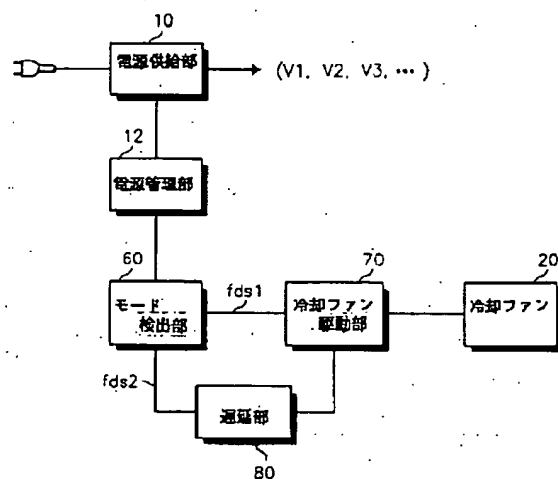 10
電源供給部
(V1, V2, V3, ⋯)
12
電源管理部
60
モード
検出部
fds1
70
冷却ファン
駆動部
20
冷却ファン
fds2
遅延部
80